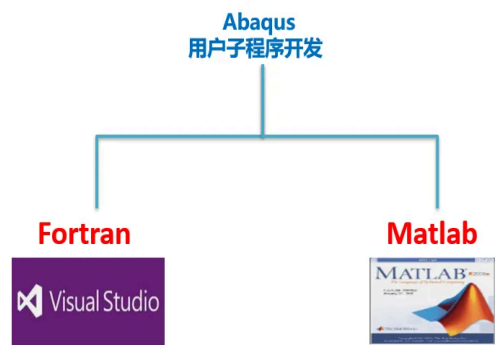 Abaqus
用户子程序开发
Fortran
Matlab
Visual Studio
MATLAB